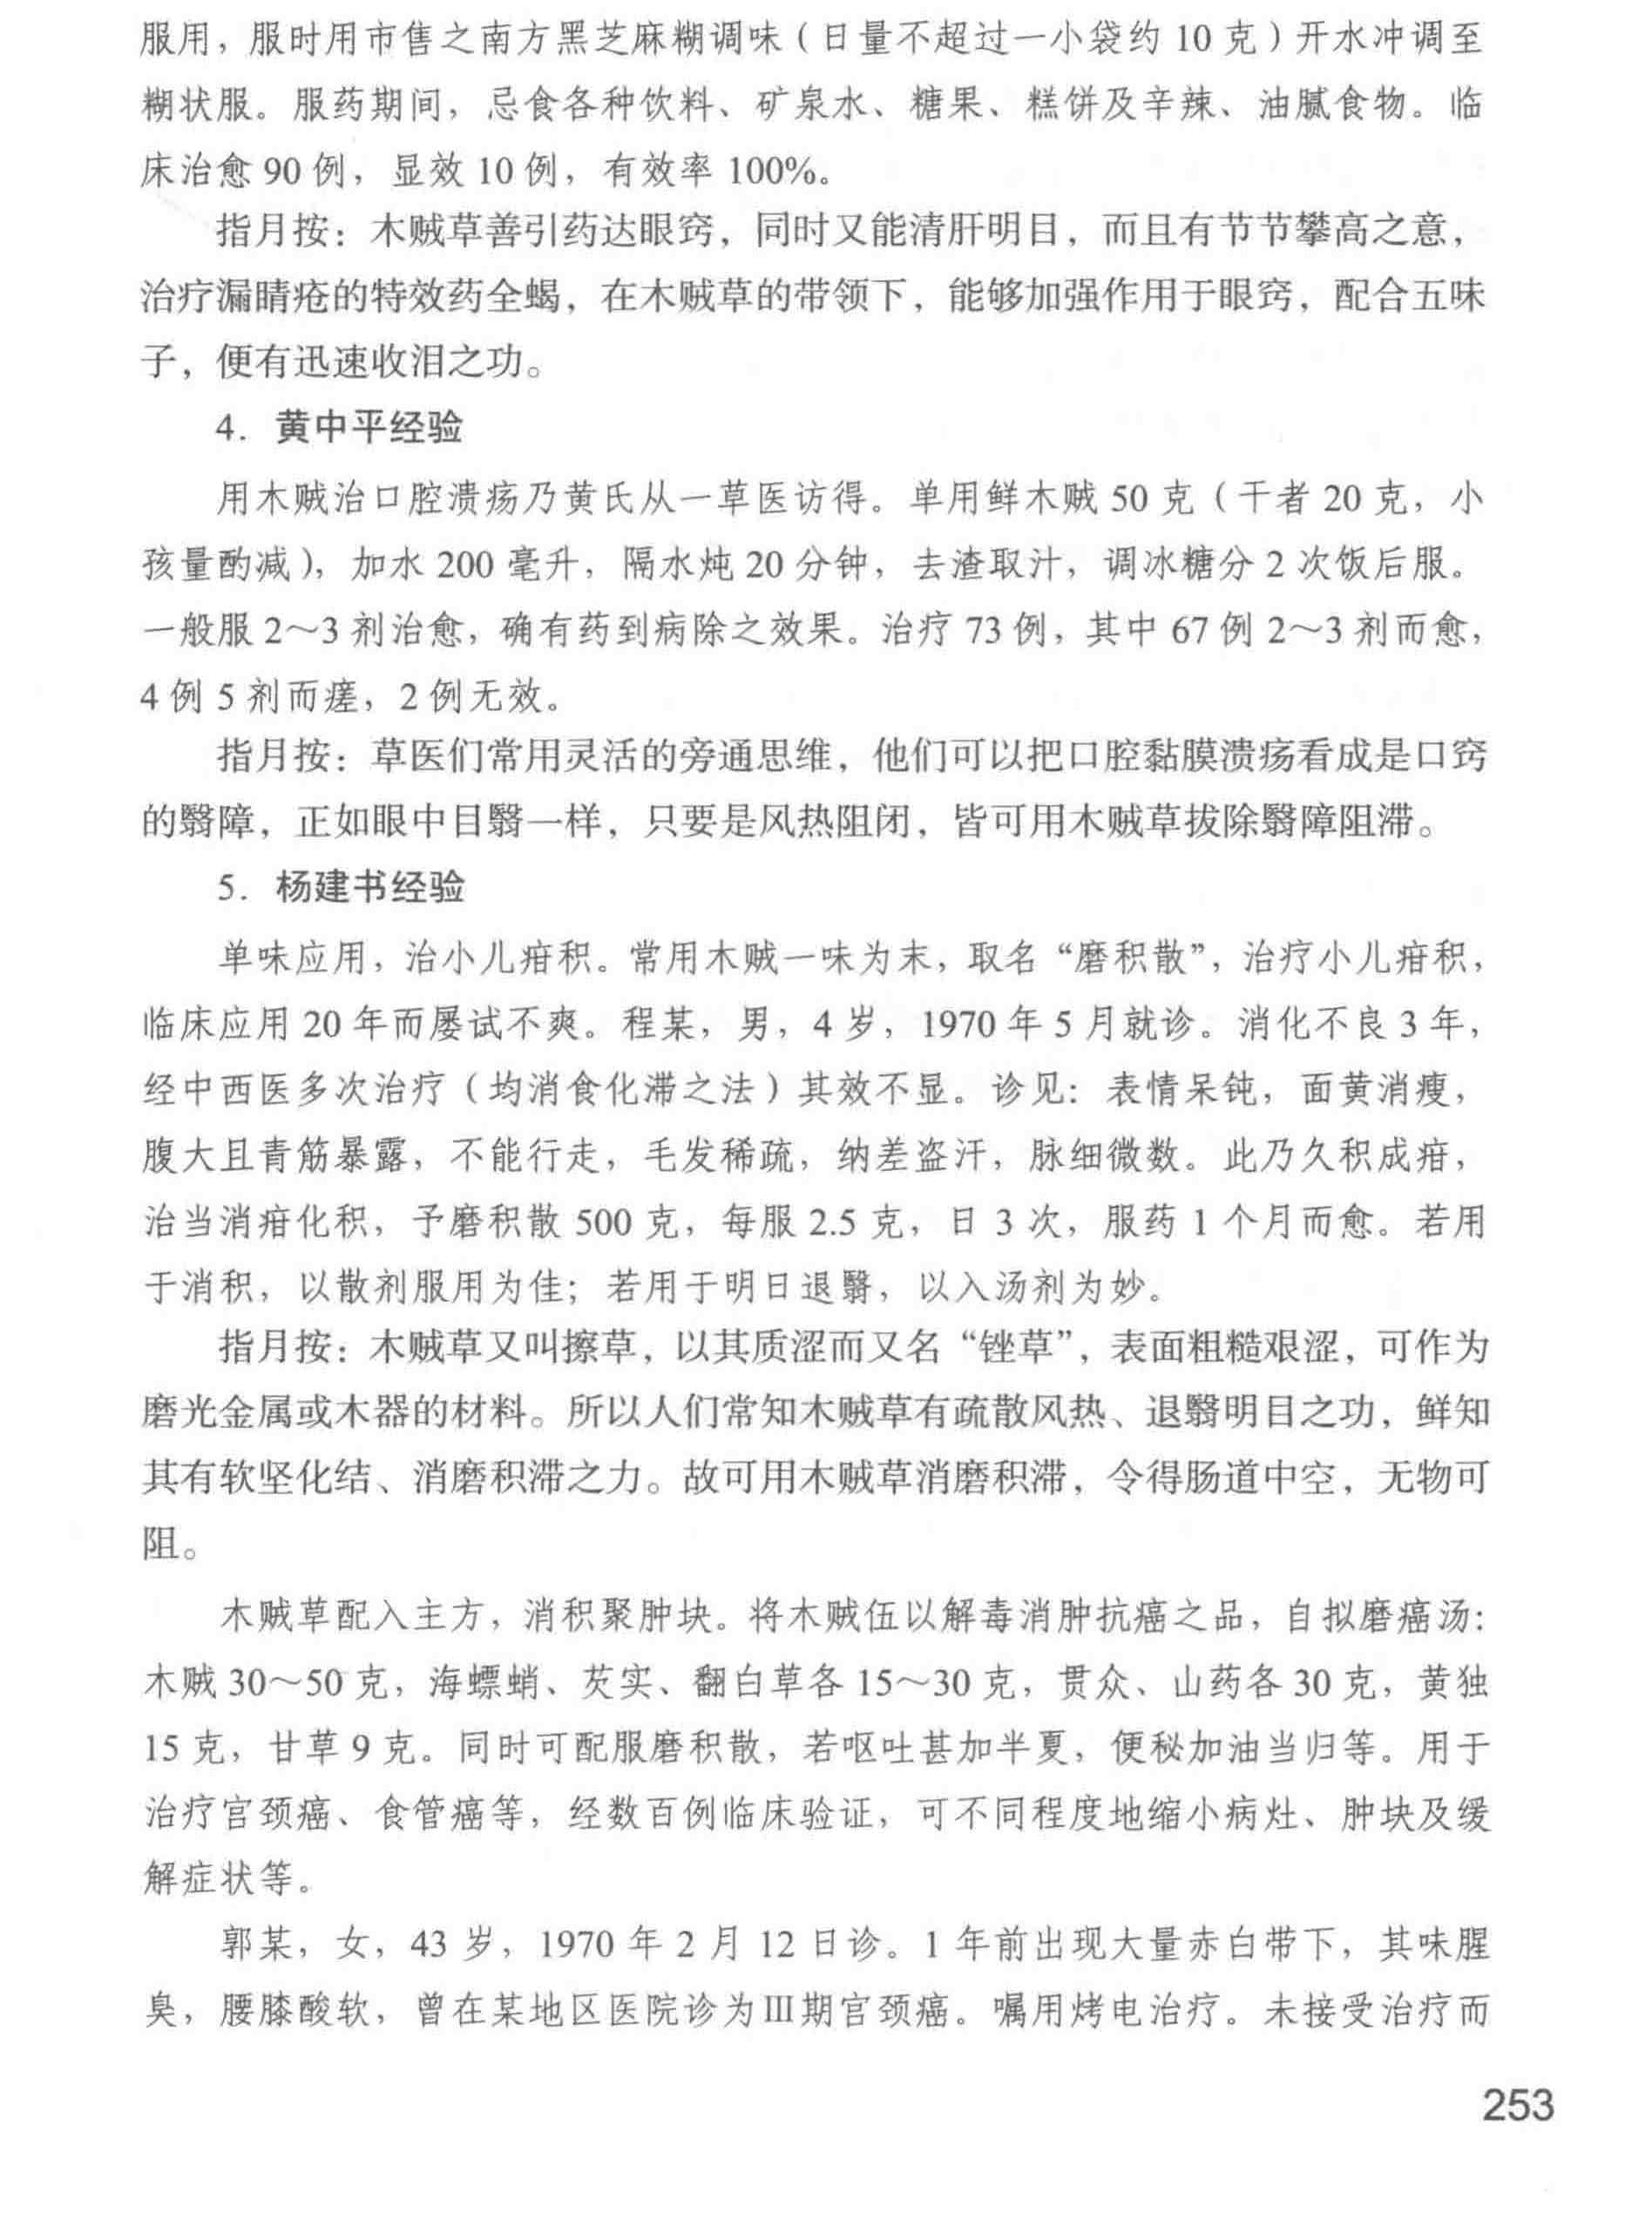 服用，服时用市售之南方黑芝麻糊调味（日量不超过一小袋约 10 克）开水冲调至
糊状服。服药期间，忌食各种饮料、矿泉水、糖果、糕饼及辛辣、油腻食物。临
床治愈 90 例，显效 10 例，有效率 100%。
指月按：木贼草善引药达眼窍，同时又能清肝明目，而且有节节攀高之意，
治疗漏睛疮的特效药全蝎，在木贼草的带领下，能够加强作用于眼窍，配合五味
子，便有迅速收泪之功。
4．黄中平经验
用木贼治口腔溃疡乃黄氏从一草医访得。单用鲜木贼 50 克（干者 20 克，小
孩量酌减），加水 200 毫升，隔水炖 20 分钟，去渣取汁，调冰糖分 2 次饭后服。
一般服 2～3 剂治愈，确有药到病除之效果。治疗 73 例，其中 67 例 2～3 剂而愈，
4 例 5 剂而瘥，2 例无效。
指月按：草医们常用灵活的旁通思维，他们可以把口腔黏膜溃疡看成是口窍
的翳障，正如眼中目翳一样，只要是风热阻闭，皆可用木贼草拔除翳障阻滞。
5．杨建书经验
单味应用，治小儿疳积。常用木贼一味为末，取名“磨积散”，治疗小儿疳积，
临床应用 20 年而屡试不爽。程某，男，4 岁，1970 年 5 月就诊。消化不良 3 年，
经中西医多次治疗（均消食化滞之法）其效不显。诊见：表情呆钝，面黄消瘦，
腹大且青筋暴露，不能行走，毛发稀疏，纳差盗汗，脉细微数。此乃久积成疳，
治当消疳化积，予磨积散 500 克，每服 2.5 克，日 3 次，服药 1 个月而愈。若用
于消积，以散剂服用为佳；若用于明日退翳，以入汤剂为妙。
指月按：木贼草又叫擦草，以其质涩而又名“锉草”，表面粗糙艰涩，可作为
磨光金属或木器的材料。所以人们常知木贼草有疏散风热、退翳明目之功，鲜知
其有软坚化结、消磨积滞之力。故可用木贼草消磨积滞，令得肠道中空，无物可
阻。
木贼草配入主方，消积聚肿块。将木贼伍以解毒消肿抗癌之品，自拟磨癌汤：
木贼 30～50 克，海螵蛸、芡实、翻白草各 15～30 克，贯众、山药各 30 克，黄独
15 克，甘草 9 克。同时可配服磨积散，若呕吐甚加半夏，便秘加油当归等。用于
治疗宫颈癌、食管癌等，经数百例临床验证，可不同程度地缩小病灶、肿块及缓
解症状等。
郭某，女，43 岁，1970 年 2 月 12 日诊。1 年前出现大量赤白带下，其味腥
臭，腰膝酸软，曾在某地区医院诊为Ⅲ期宫颈癌。嘱用烤电治疗。未接受治疗而
253